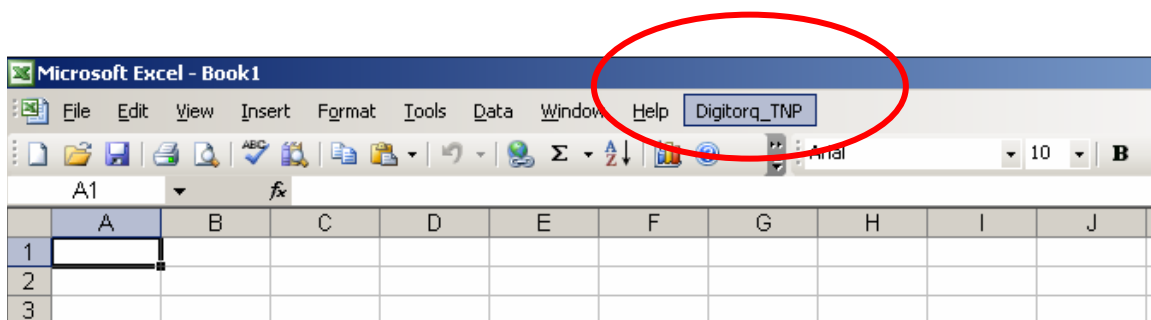 Microsoft Excel - Book1
File Edit View Insert Format Tools Data Window Help Digitorq_TNP
ABC Σ A Z Arial 10 B
A1 fx
A B C D E F G H I J
1
2
3